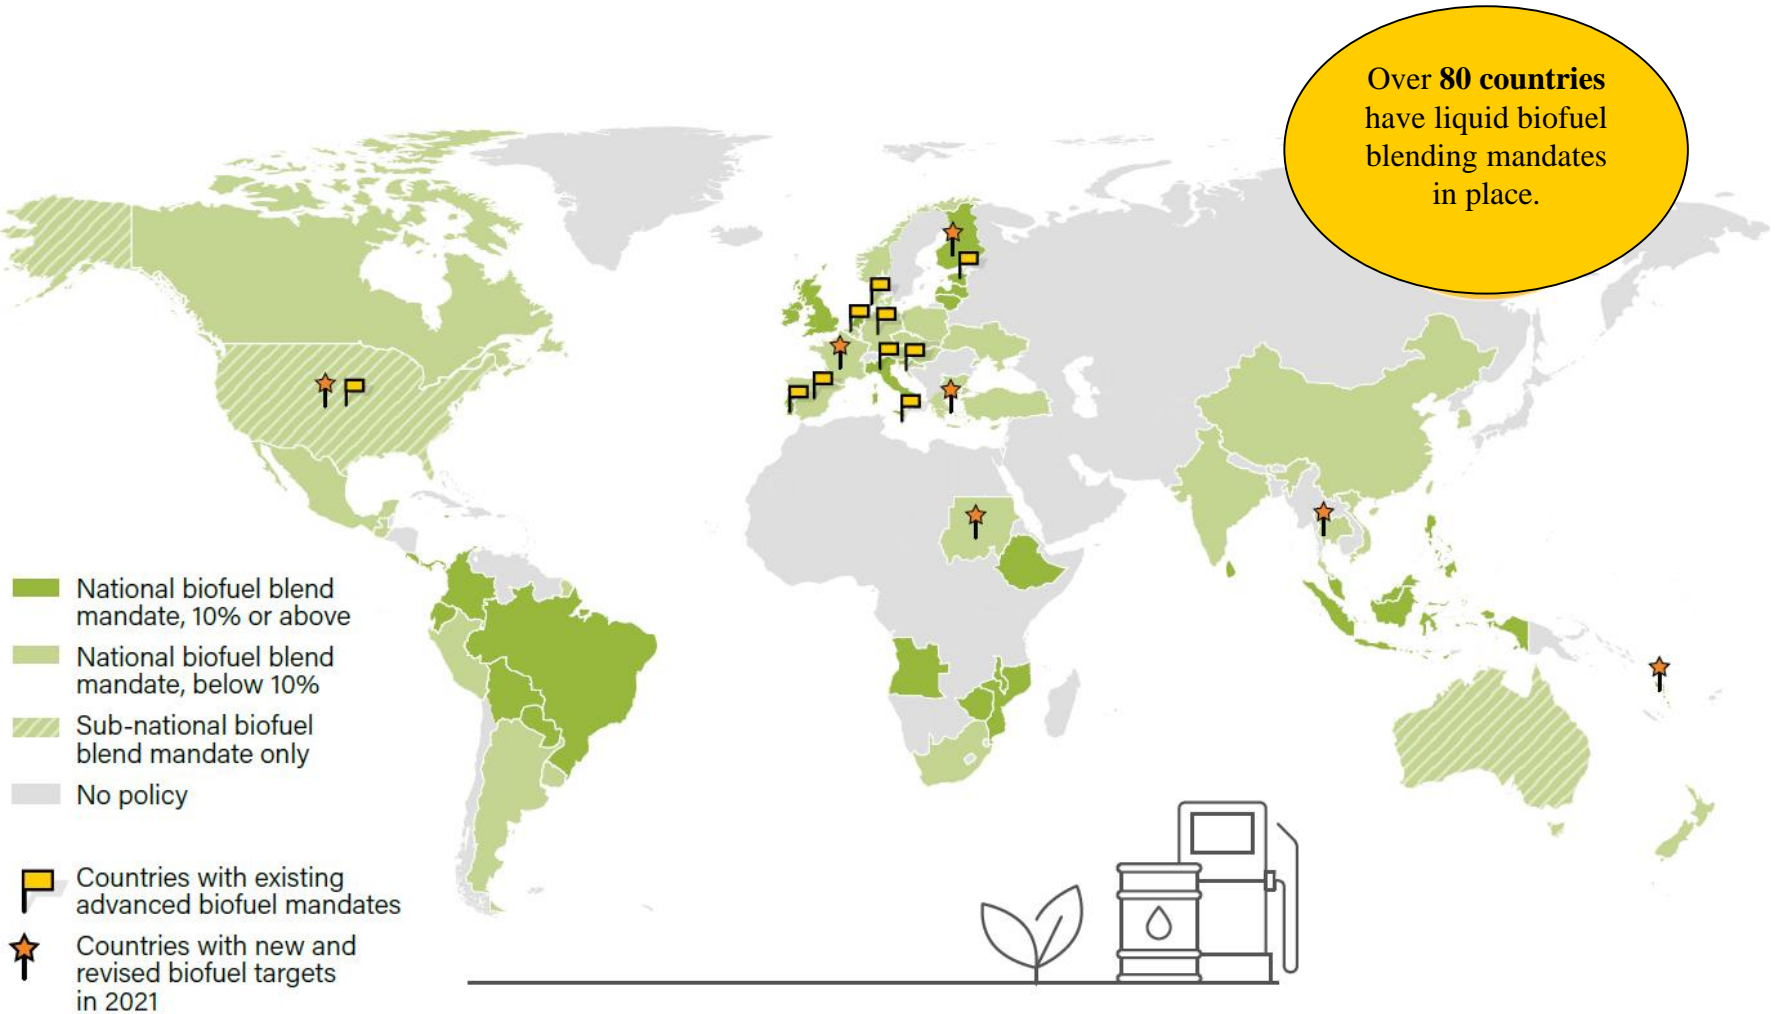 Over 80 countries
have liquid biofuel
blending mandates
in place.
National biofuel blend
mandate, 10% or above
National biofuel blend
mandate, below 10%
Sub-national biofuel
blend mandate only
No policy
Countries with existing
advanced biofuel mandates
Countries with new and
revised biofuel targets
in 2021